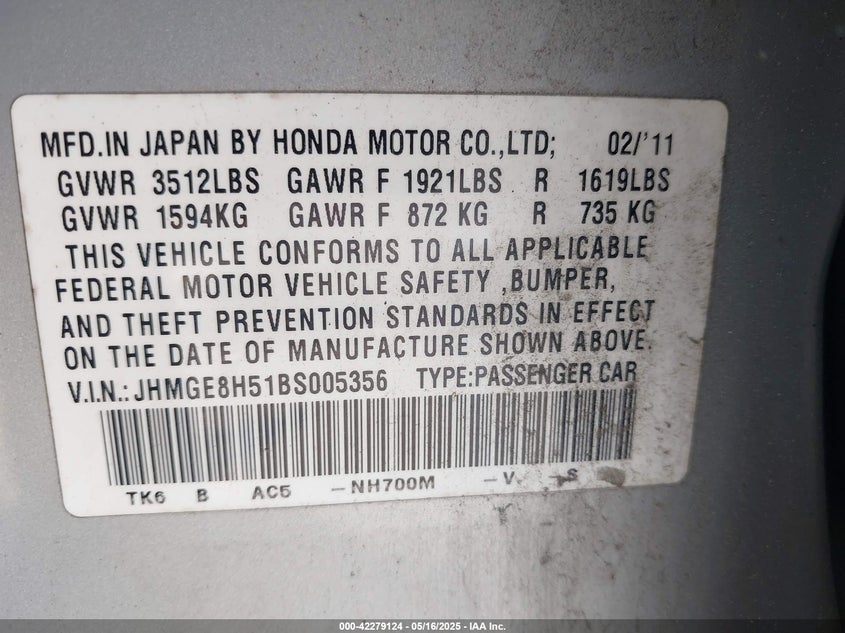 MFD.IN JAPAN BY HONDA MOTOR CO.,LTD; 02/'11
GVWR 3512LBS GAWR F 1921LBS R 1619LBS
GVWR 1594KG GAWR F 872 KG R 735 KG
THIS VEHICLE CONFORMS TO ALL APPLICABLE
FEDERAL MOTOR VEHICLE SAFETY ,BUMPER,
AND THEFT PREVENTION STANDARDS IN EFFECT
ON THE DATE OF MANUFACTURE SHOWN ABOVE.
V.I.N.:JHMGE8H51BS005356 TYPE:PASSENGER CAR
TK6 B AC5 -NH700M -V -S
000-42279124 - 05/16/2025 - IAA Inc.